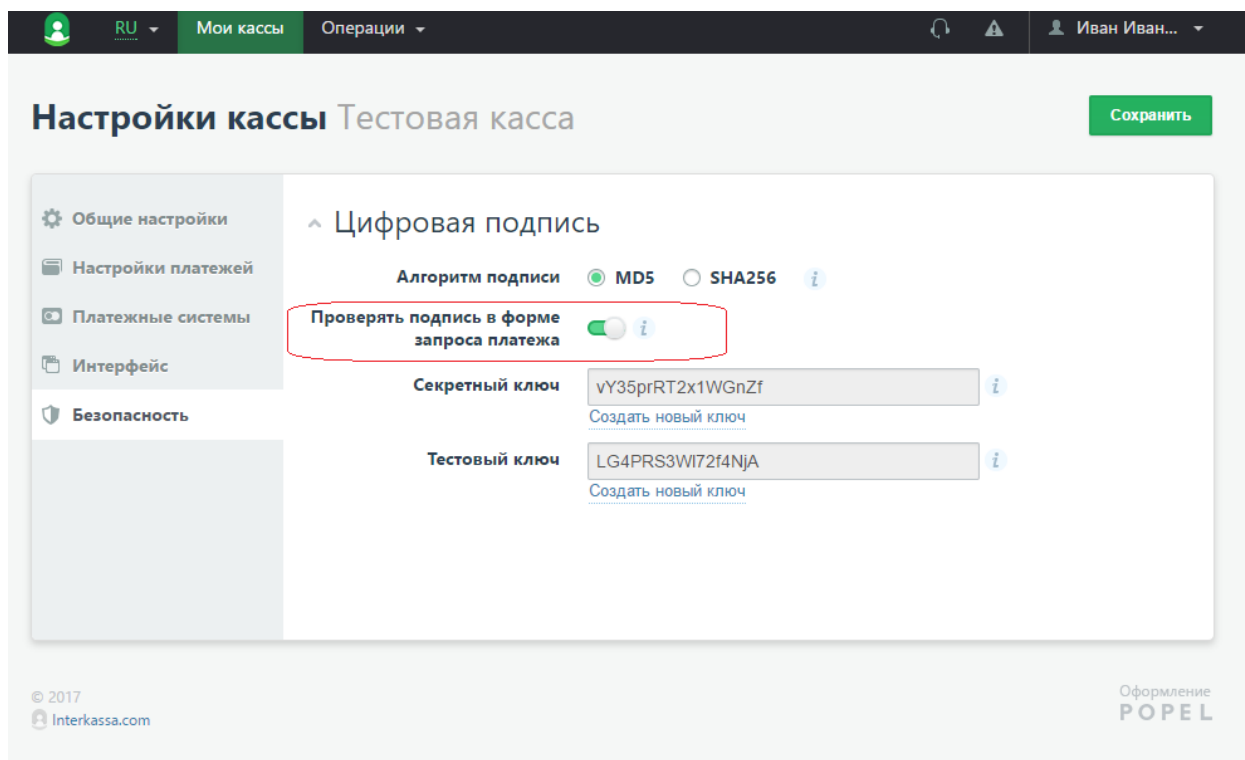 RU Мои кассы Операции Иван Иван...
Настройки кассы Тестовая касса
Сохранить
Общие настройки
Настройки платежей
Платежные системы
Интерфейс
Безопасность
Цифровая подпись
Алгоритм подписи MD5 SHA256 i
Проверять подпись в форме
запроса платежа i
Секретный ключ vY35prRT2x1WGnZf i
Создать новый ключ
Тестовый ключ LG4PRS3Wl72f4NjA i
Создать новый ключ
© 2017
Interkassa.com
Оформление
POPEL